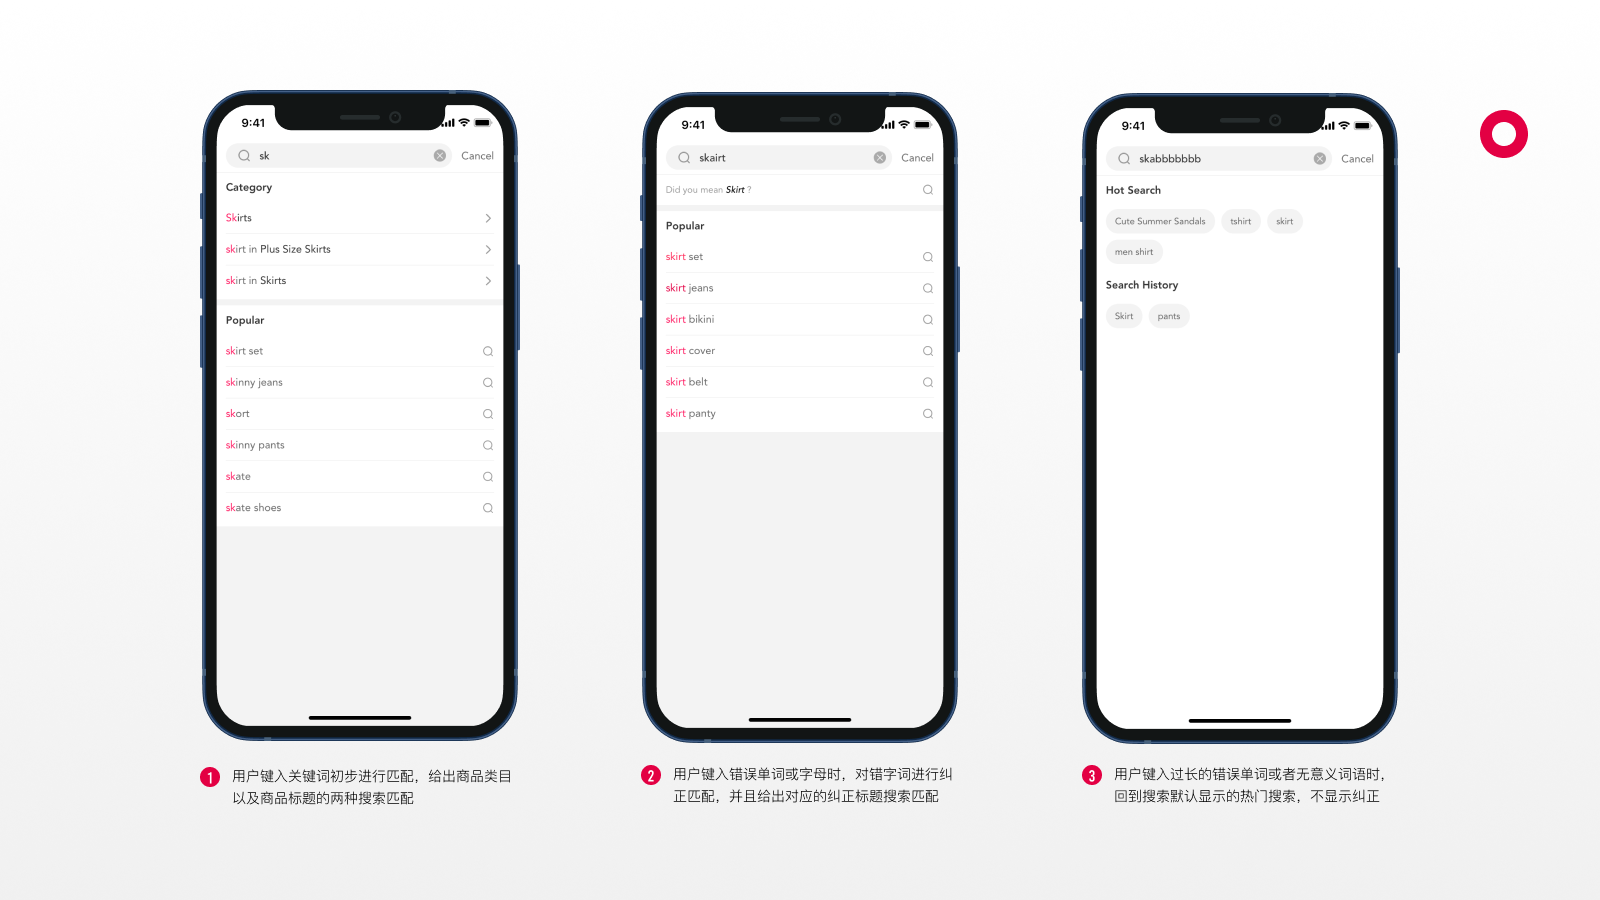 9:41
sk
Cancel
Category
Skirts
skirt in Plus Size Skirts
skirt in Skirts
Popular
skirt set
skinny jeans
skort
skinny pants
skate
skate shoes
1 用户键入关键词初步进行匹配，给出商品类目
以及商品标题的两种搜索匹配
9:41
skairt
Cancel
Did you mean Skirt ?
Popular
skirt set
skirt jeans
skirt bikini
skirt cover
skirt belt
skirt panty
2 用户键入错误单词或字母时，对错字词进行纠
正匹配，并且给出对应的纠正标题搜索匹配
9:41
skabbbbbbb
Cancel
Hot Search
Cute Summer Sandals tshirt skirt
men shirt
Search History
Skirt pants
3 用户键入过长的错误单词或者无意义词语时，
回到搜索默认显示的热门搜索，不显示纠正